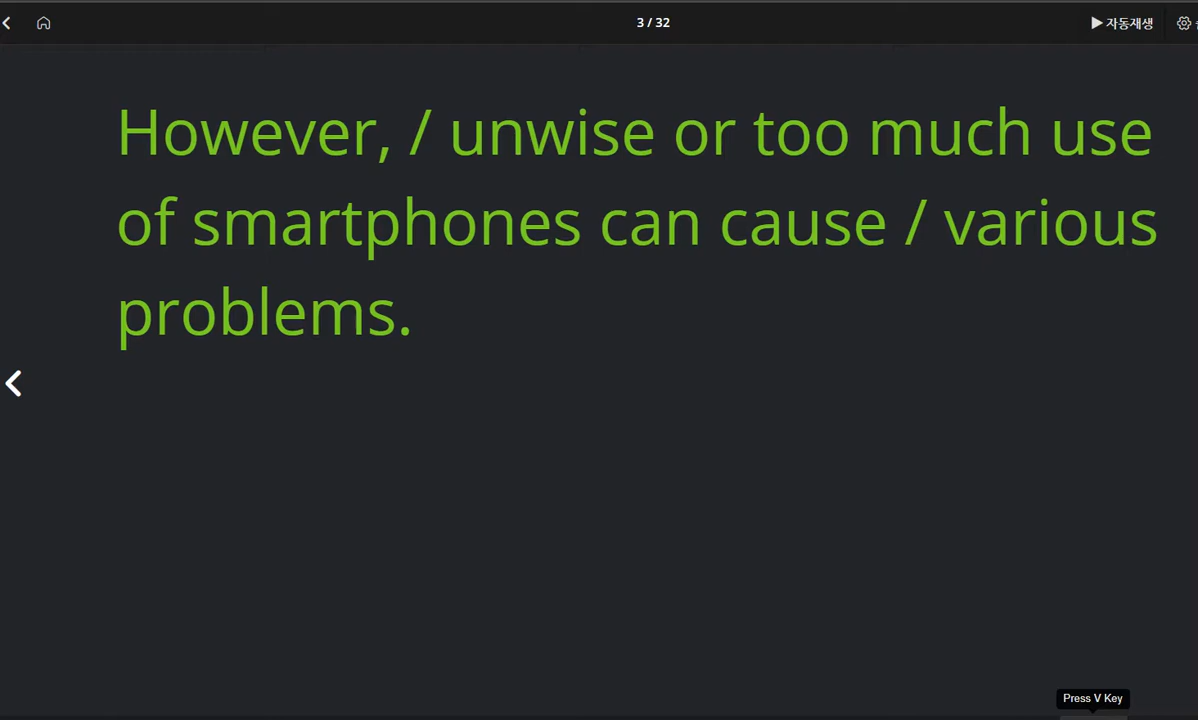 3 / 32
▶ 자동재생
However, / unwise or too much use
of smartphones can cause / various
problems.
Press V Key